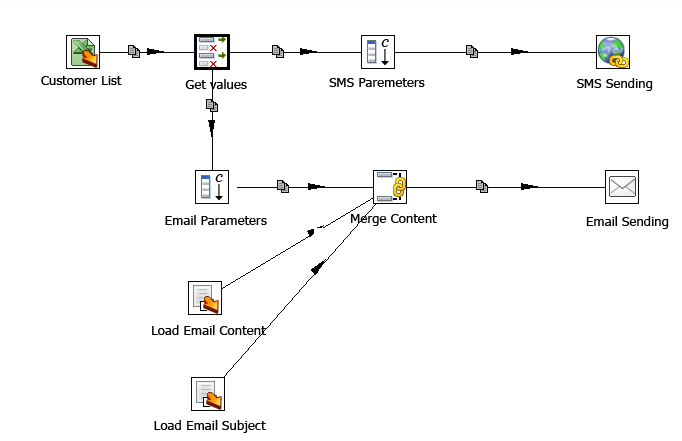 Customer List
Get values
SMS Paremeters
SMS Sending
Email Parameters
Merge Content
Email Sending
Load Email Content
Load Email Subject